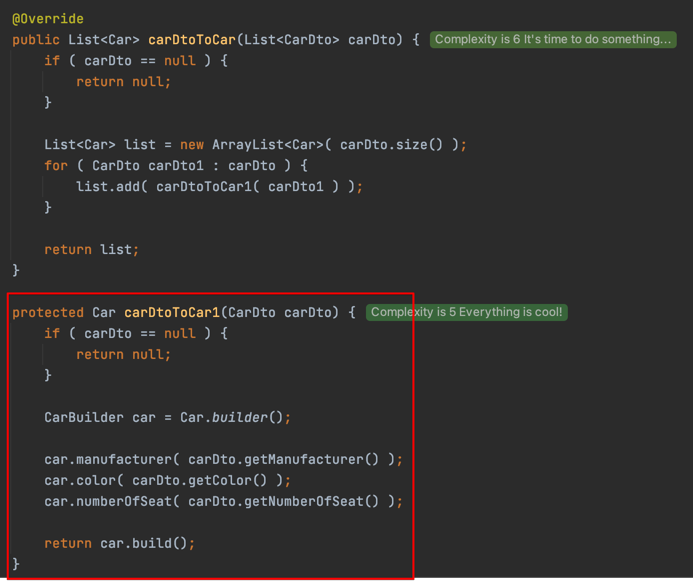 @Override
public List<Car> carDtoToCar(List<CarDto> carDto) { Complexity is 6 It's time to do something...
    if ( carDto == null ) {
        return null;
    }
    List<Car> list = new ArrayList<Car>( carDto.size() );
    for ( CarDto carDto1 : carDto ) {
        list.add( carDtoToCar1( carDto1 ) );
    }
    return list;
}
protected Car carDtoToCar1(CarDto carDto) { Complexity is 5 Everything is cool!
    if ( carDto == null ) {
        return null;
    }
    CarBuilder car = Car.builder();
    car.manufacturer( carDto.getManufacturer() );
    car.color( carDto.getColor() );
    car.numberOfSeat( carDto.getNumberOfSeat() );
    return car.build();
}